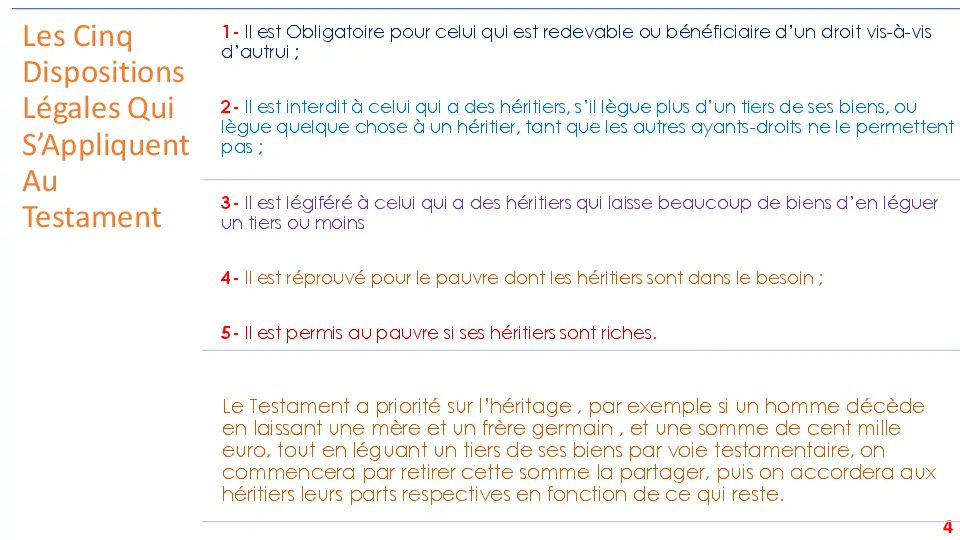 Les Cinq
Dispositions
Légales Qui
S’Appliquent
Au
Testament
1- Il est Obligatoire pour celui qui est redevable ou bénéficiaire d’un droit vis-à-vis
d’autrui ;
2- Il est interdit à celui qui a des héritiers, s’il lègue plus d’un tiers de ses biens, ou
lègue quelque chose à un héritier, tant que les autres ayants-droits ne le permettent
pas ;
3- Il est légiféré à celui qui a des héritiers qui laisse beaucoup de biens d’en léguer
un tiers ou moins
4- Il est réprouvé pour le pauvre dont les héritiers sont dans le besoin ;
5- Il est permis au pauvre si ses héritiers sont riches.
Le Testament a priorité sur l’héritage , par exemple si un homme décède
en laissant une mère et un frère germain , et une somme de cent mille
euro, tout en léguant un tiers de ses biens par voie testamentaire, on
commencera par retirer cette somme la partager, puis on accordera aux
héritiers leurs parts respectives en fonction de ce qui reste.
4